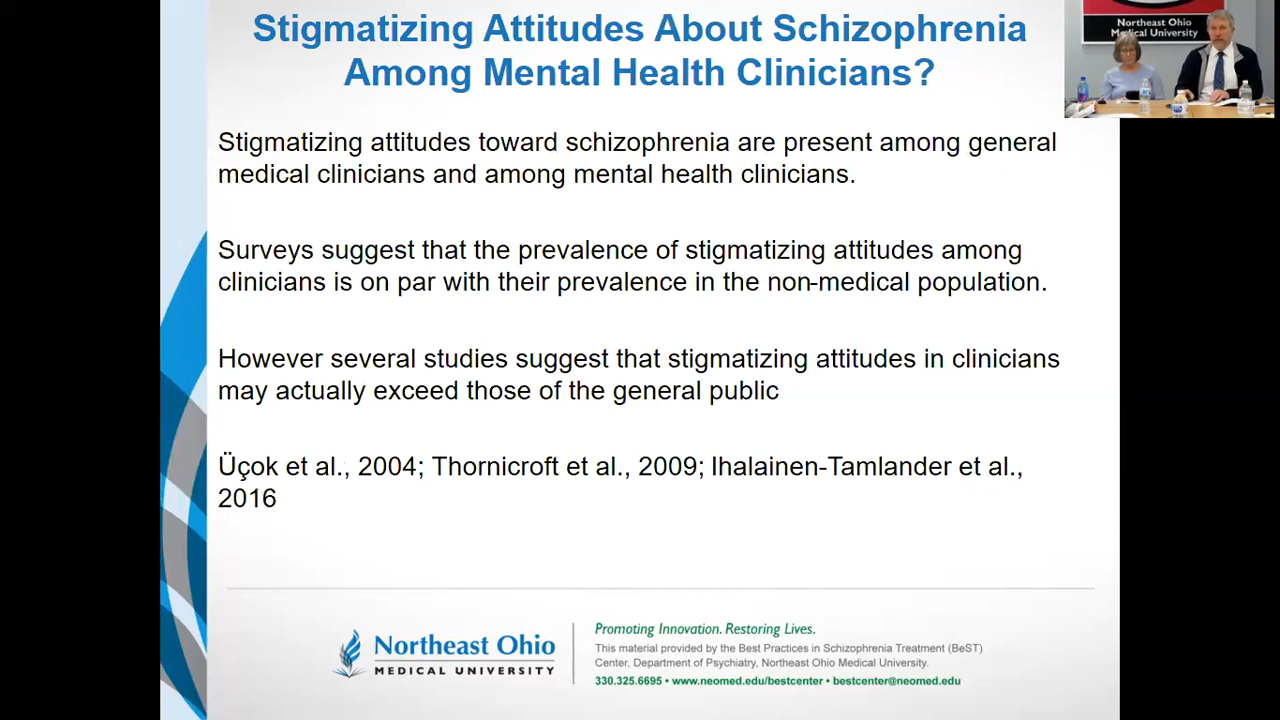 Stigmatizing Attitudes About Schizophrenia
Among Mental Health Clinicians?
Northeast Ohio
Medical University
Stigmatizing attitudes toward schizophrenia are present among general
medical clinicians and among mental health clinicians.
Surveys suggest that the prevalence of stigmatizing attitudes among
clinicians is on par with their prevalence in the non-medical population.
However several studies suggest that stigmatizing attitudes in clinicians
may actually exceed those of the general public
Üçok et al., 2004; Thornicroft et al., 2009; Ihalainen-Tamlander et al.,
2016
Northeast Ohio
MEDICAL UNIVERSITY
Promoting Innovation. Restoring Lives.
This material provided by the Best Practices in Schizophrenia Treatment (BeST)
Center, Department of Psychiatry, Northeast Ohio Medical University.
330.325.6695 • www.neomed.edu/bestcenter • bestcenter@neomed.edu